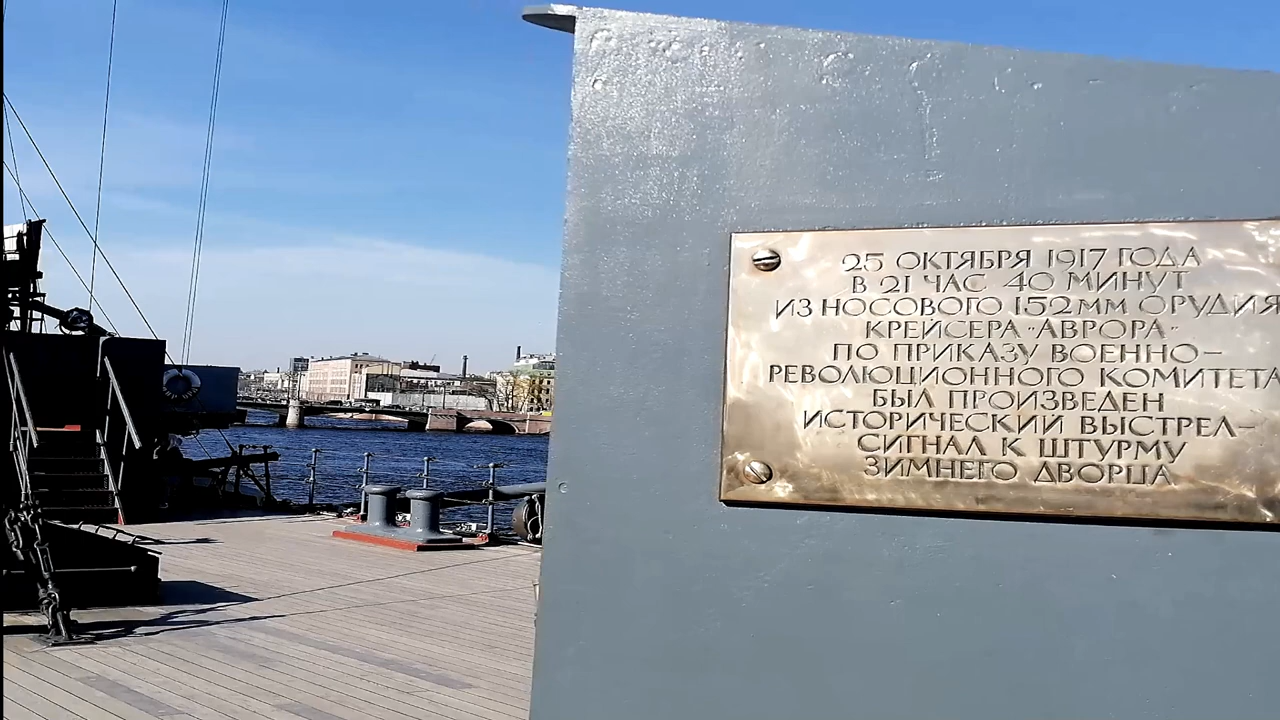 25 ОКТЯБРЯ 1917 ГОДА
В 21 ЧАС 40 МИНУТ
ИЗ НОСОВОГО 152ММ ОРУДИЯ
КРЕЙСЕРА "АВРОРА"
ПО ПРИКАЗУ ВОЕННО-
РЕВОЛЮЦИОННОГО КОМИТЕТА
БЫЛ ПРОИЗВЕДЕН
ИСТОРИЧЕСКИЙ ВЫСТРЕЛ-
СИГНАЛ К ШТУРМУ
ЗИМНЕГО ДВОРЦА